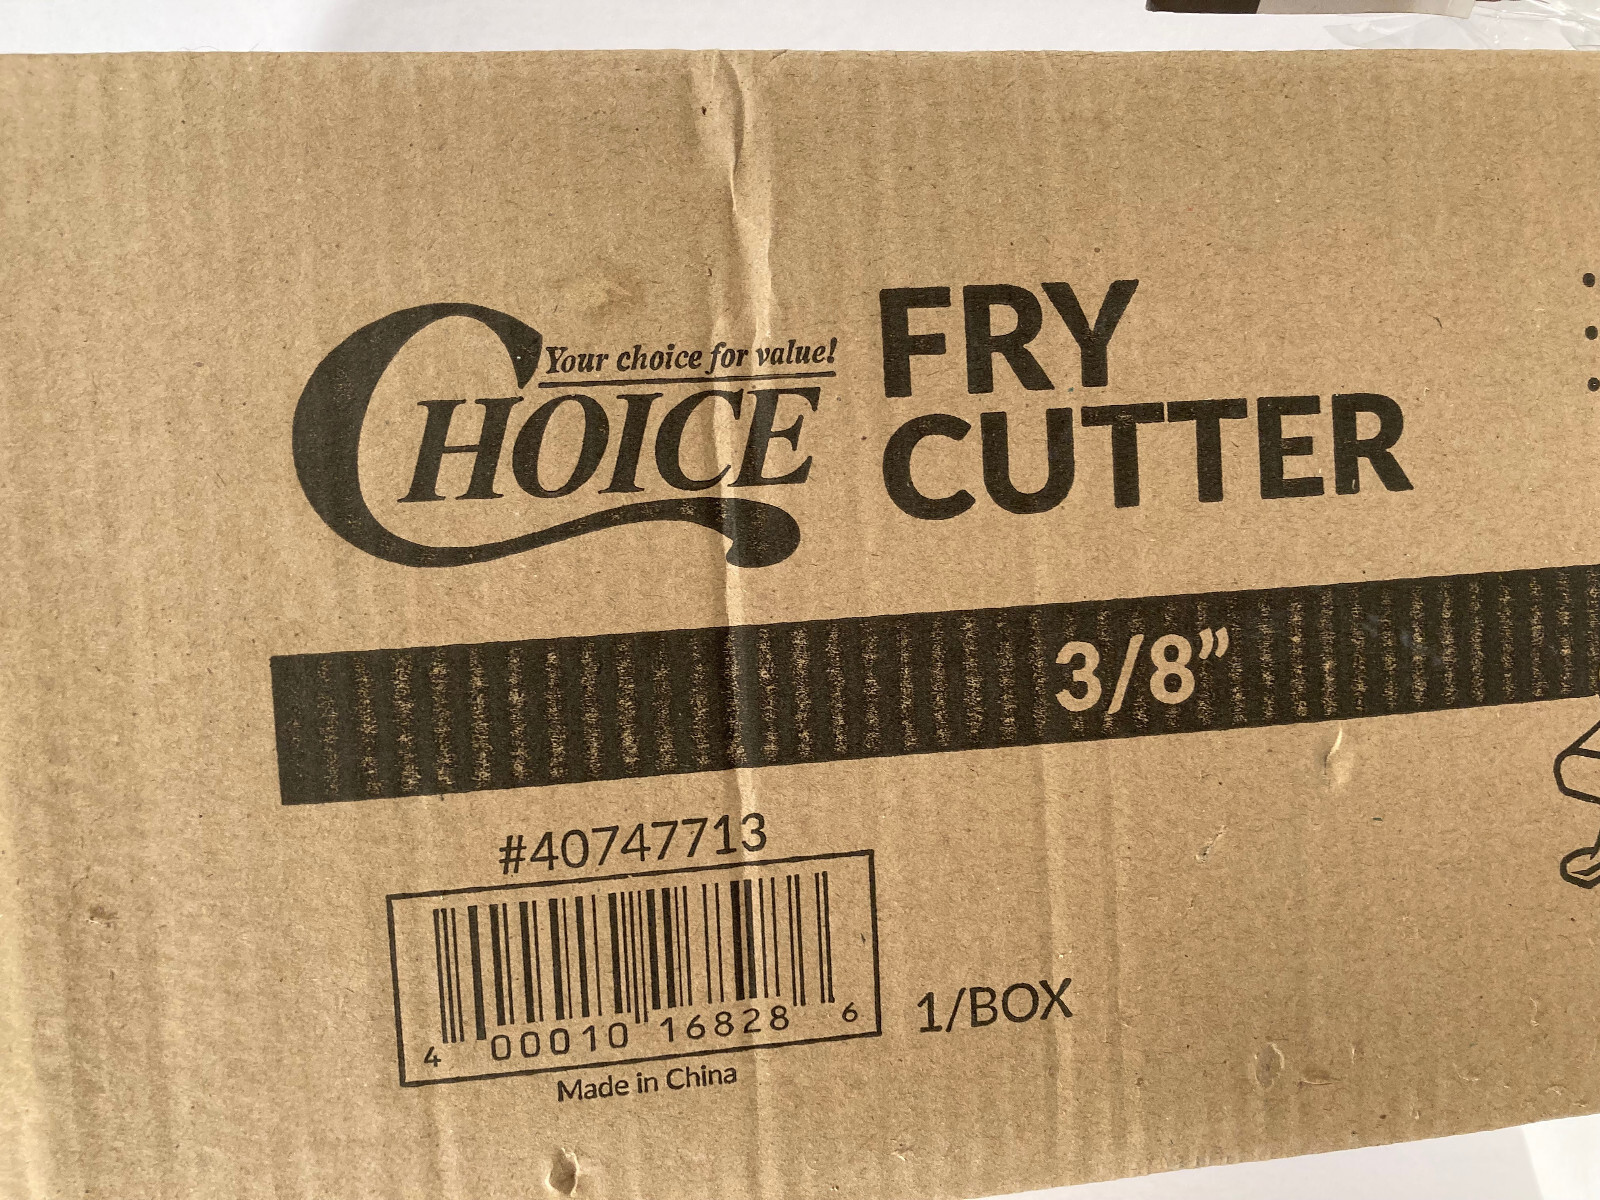 Your choice for value!
CHOICE
FRY
CUTTER
3/8”
#40747713
4 00010 16828 6
1/BOX
Made in China